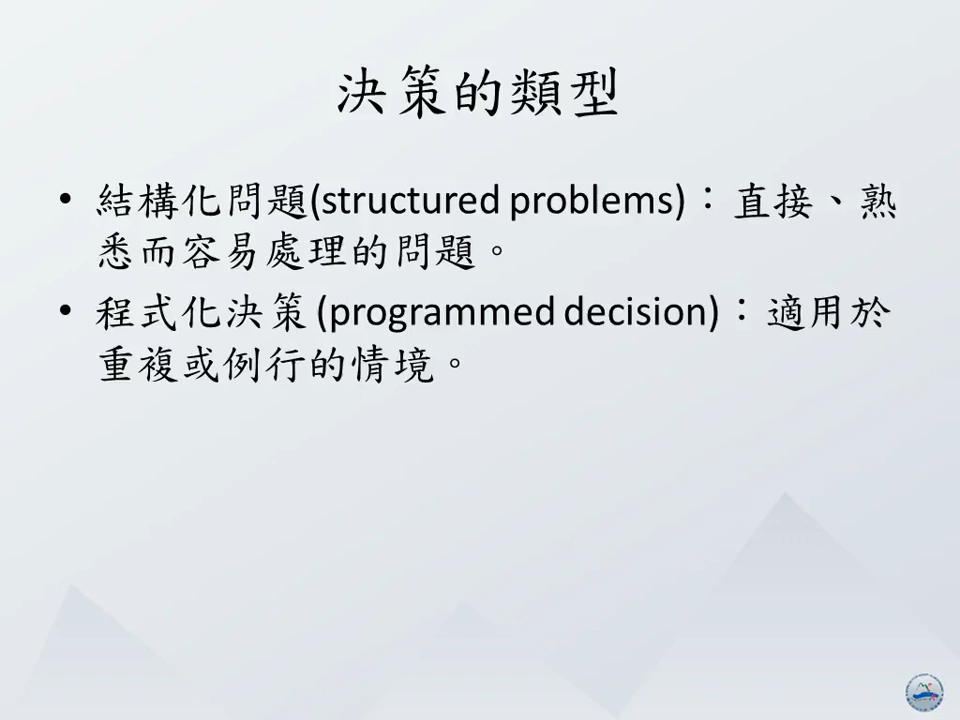 決策的類型
• 結構化問題(structured problems)：直接、熟
悉而容易處理的問題。
• 程式化決策 (programmed decision)：適用於
重複或例行的情境。